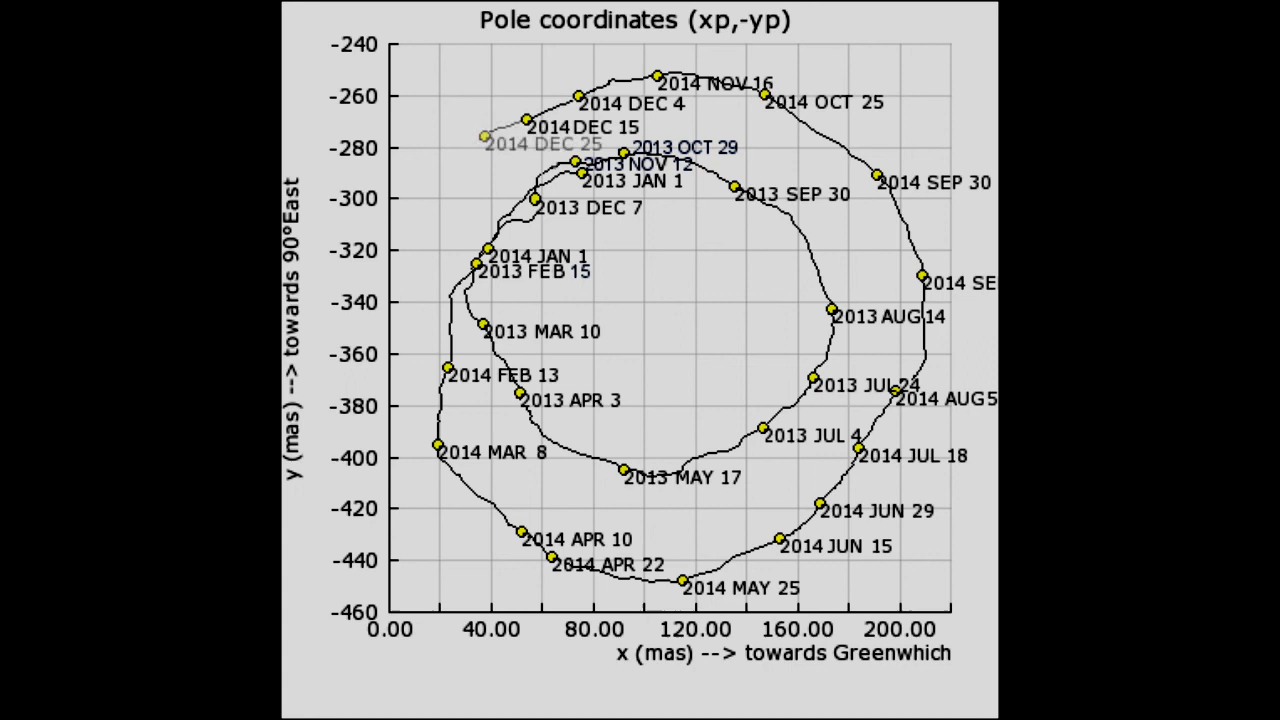 Pole coordinates (xp,-yp)
-240
2014 NOV 16
-260
2014 OCT 25
2014 DEC 4
2014 DEC 15
2014 DEC 25
-280
2013 OCT 29
2013 NOV 12
2013 JAN 1
2014 SEP 30
2013 SEP 30
-300
2013 DEC 7
-320
2014 JAN 1
2013 FEB 15
2014 SE
-340
2013 AUG 14
2013 MAR 10
-360
2014 FEB 13
2013 JUL 24
-380
2013 APR 3
2014 AUG5
2013 JUL 4
-400
2014 MAR 8
2014 JUL 18
2013 MAY 17
-420
2014 JUN 29
2014 APR 10
2014 JUN 15
-440
2014 APR 22
2014 MAY 25
-460
0.00 40.00 80.00 120.00 160.00 200.00
x (mas) --> towards Greenwhich
y (mas) --> towards 90°East